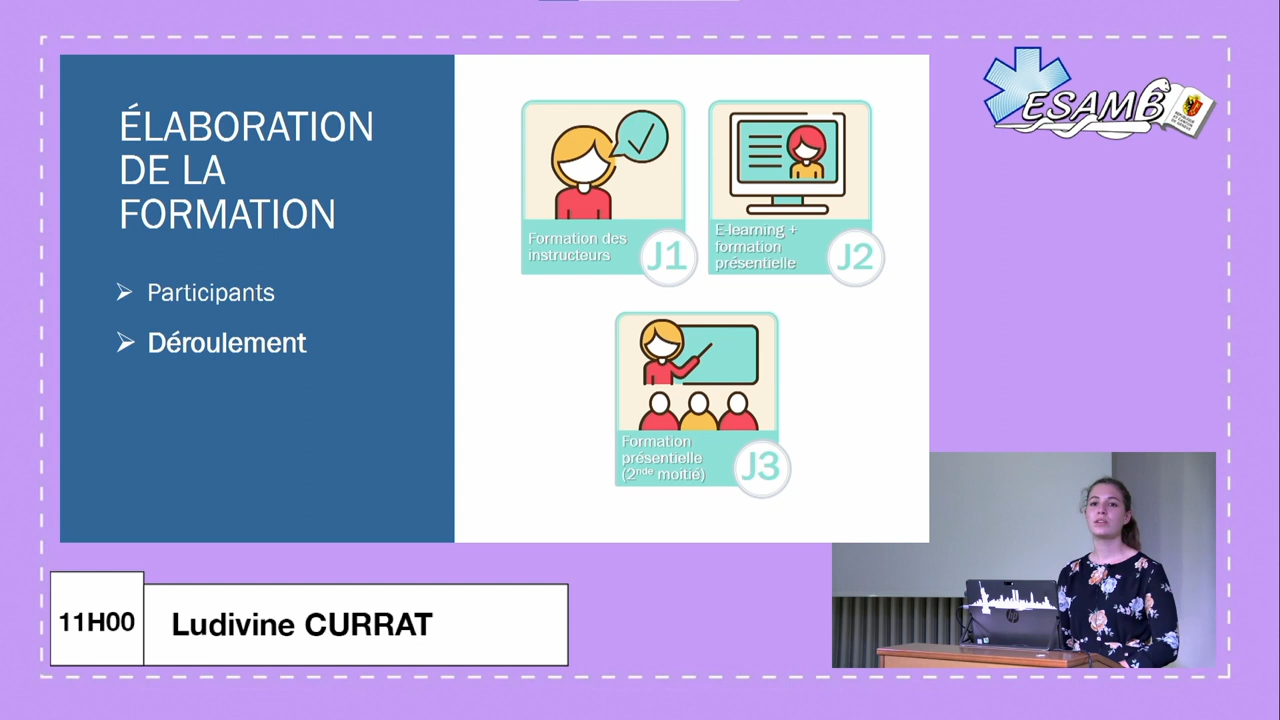 ÉLABORATION
DE LA
FORMATION
Participants
Déroulement
Formation des
instructeurs
J1
E-learning +
formation
présentielle
J2
Formation
présentielle
(2nde moitié)
J3
ESAMB
11H00
Ludivine CURRAT
hp